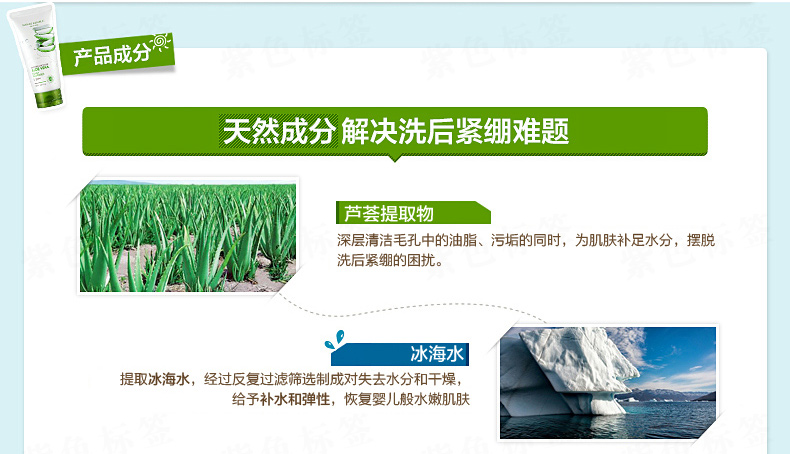 产品成分
天然成分解决洗后紧绷难题
芦荟提取物
深层清洁毛孔中的油脂、污垢的同时，为肌肤补足水分，摆脱
洗后紧绷的困扰。
冰海水
提取冰海水，经过反复过滤筛选制成对失去水分和干燥，
给予补水和弹性，恢复婴儿般水嫩肌肤